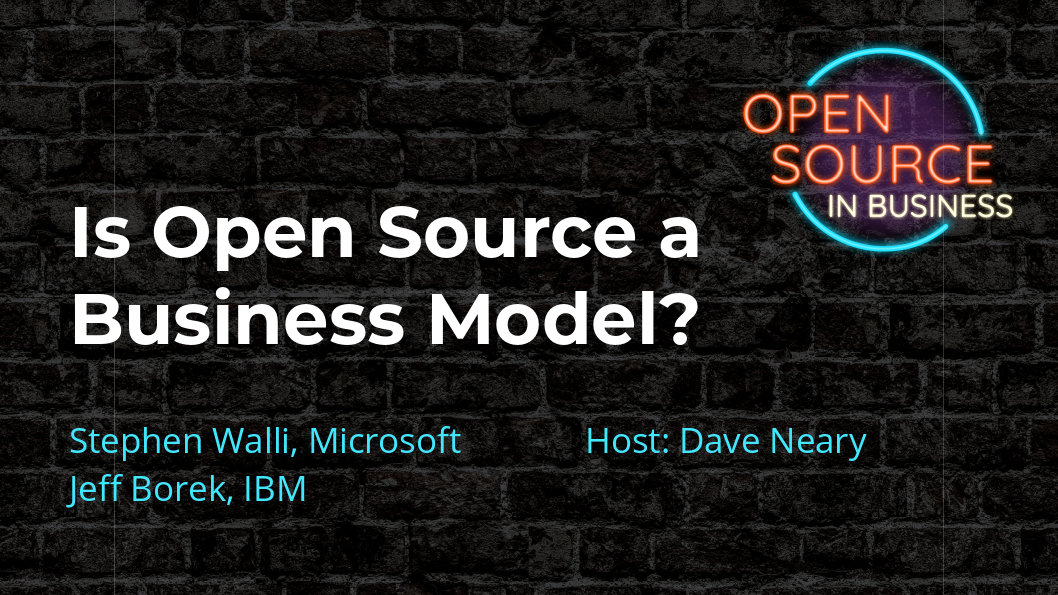 OPEN
SOURCE
IN BUSINESS
Is Open Source a
Business Model?
Stephen Walli, Microsoft
Jeff Borek, IBM
Host: Dave Neary